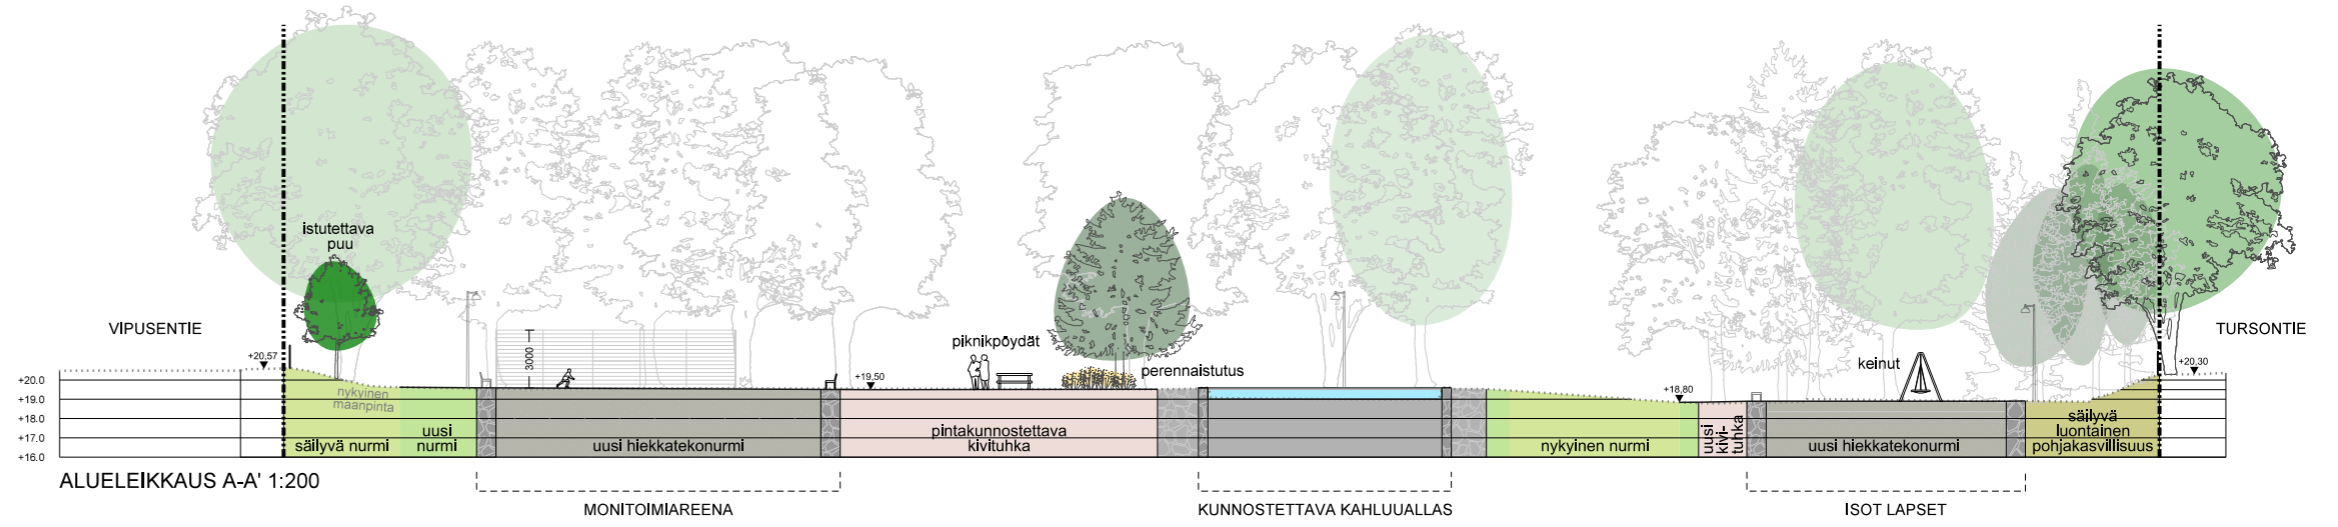 istutettava
puu
VIPUSENTIE
TURSONTIE
+20,57
3000
piknikpöydät
perennaistutus
keinut
+19,50
+18,80
+20,30
+20.0
+19.0
+18.0
+17.0
+16.0
nykyinen
maanpinta
säilyvä nurmi
uusi
nurmi
uusi hiekkatekonurmi
pintakunnostettava
kivituhka
nykyinen nurmi
uusi
kivi-
tuhka
uusi hiekkatekonurmi
säilyvä
luontainen
pohjakasvillisuus
ALUELEIKKAUS A-A' 1:200
MONITOIMIAREENA
KUNNOSTETTAVA KAHLUUALLAS
ISOT LAPSET